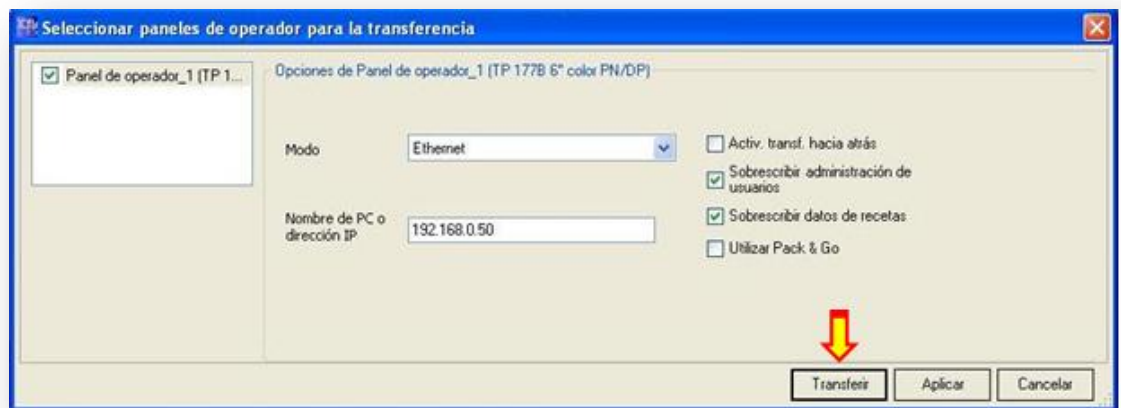 Seleccionar paneles de operador para la transferencia
Panel de operador_1 (TP 1...
Opciones de Panel de operador_1 (TP 177B 6" color PN/DP)
Modo
Ethernet
Activ. transf. hacia atrás
Sobrescribir administración de
usuarios
Nombre de PC o
dirección IP
192.168.0.50
Sobrescribir datos de recetas
Utilizar Pack & Go
Transferir
Aplicar
Cancelar